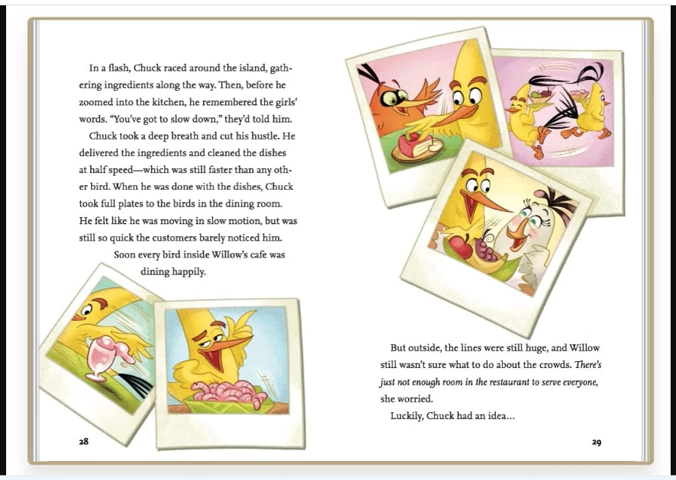 In a flash, Chuck raced around the island, gath-
ering ingredients along the way. Then, before he
zoomed into the kitchen, he remembered the girls'
words. "You've got to slow down," they'd told him.
Chuck took a deep breath and cut his hustle. He
delivered the ingredients and cleaned the dishes
at half speed—which was still faster than any oth-
er bird. When he was done with the dishes, Chuck
took full plates to the birds in the dining room.
He felt like he was moving in slow motion, but was
still so quick the customers barely noticed him.
Soon every bird inside Willow's cafe was
dining happily.
28
But outside, the lines were still huge, and Willow
still wasn't sure what to do about the crowds. There's
just not enough room in the restaurant to serve everyone,
she worried.
Luckily, Chuck had an idea...
29